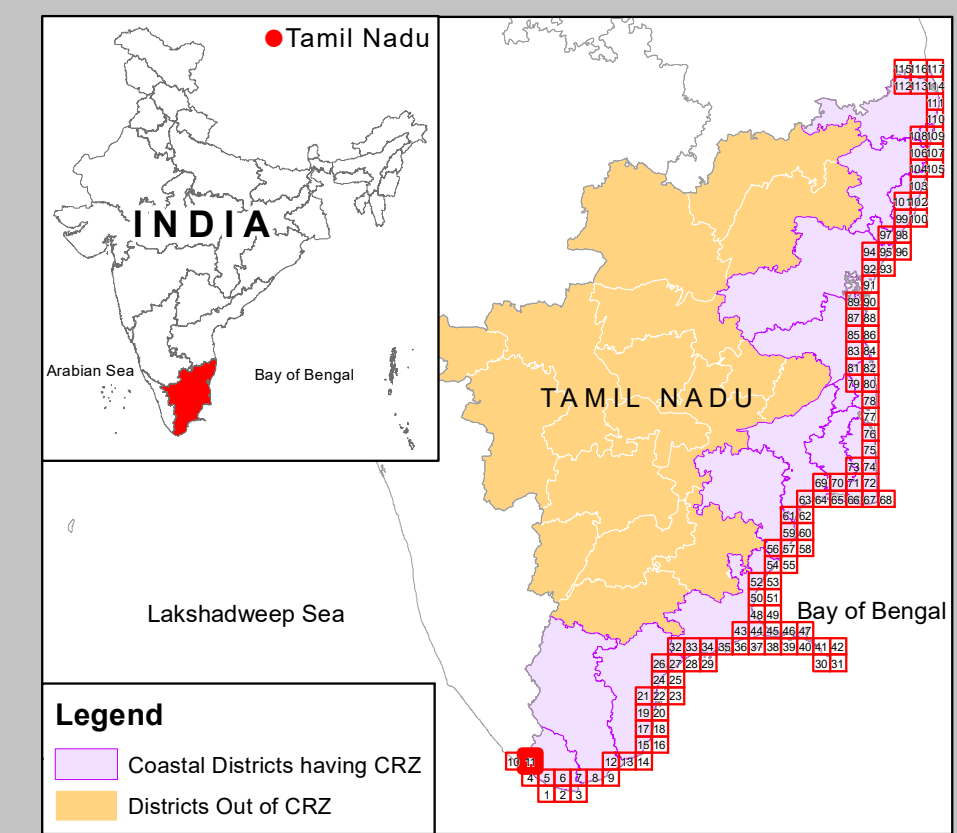 Tamil Nadu
INDIA
Arabian Sea
Bay of Bengal
TAMIL NADU
Lakshadweep Sea
Bay of Bengal
Legend
Coastal Districts having CRZ
Districts Out of CRZ
115 116 117
112 113 114
111
110
108 109
106 107
104 105
103
101 102
99 100
97 98
94 95 96
92 93
91
89 90
87 88
85 86
83 84
81 82
79 80
78
77
76
75
73 74
69 70 71 72
63 64 65 66 67 68
61 62
59 60
56 57 58
54 55
52 53
50 51
48 49
43 44 45 46 47
32 33 34 35 36 37 38 39 40 41 42
26 27 28 29 30 31
24 25
21 22 23
19 20
17 18
15 16
10 11 12 13 14
4 5 6 7 8 9
1 2 3